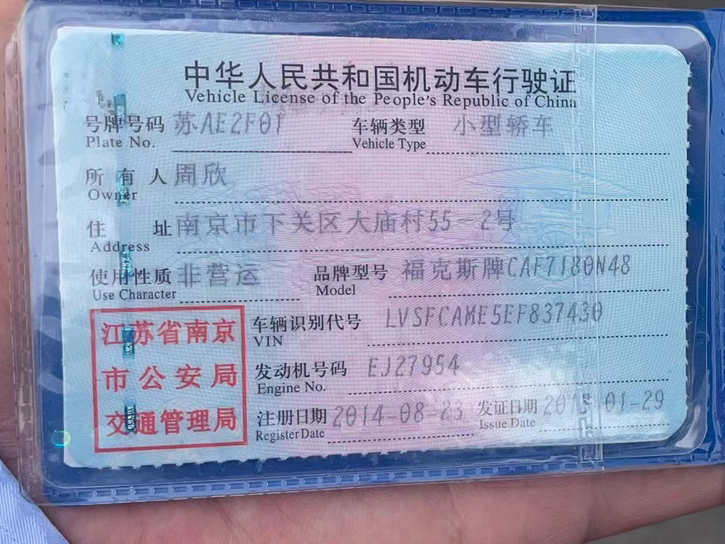 中华人民共和国机动车行驶证
Vehicle License of the People's Republic of China
号牌号码 苏AE2F01 车辆类型 小型轿车
Plate No. Vehicle Type
所有人 周欣
Owner
住址 南京市下关区大庙村55-2号
Address
使用性质 非营运 品牌型号 福克斯牌CAF7180N48
Use Character Model
江苏省南京
市公安局
交通管理局
车辆识别代号 LVSFCAME5EF837430
VIN
发动机号码 EJ27954
Engine No.
注册日期 2014-08-23 发证日期 2015-01-29
Register Date Issue Date